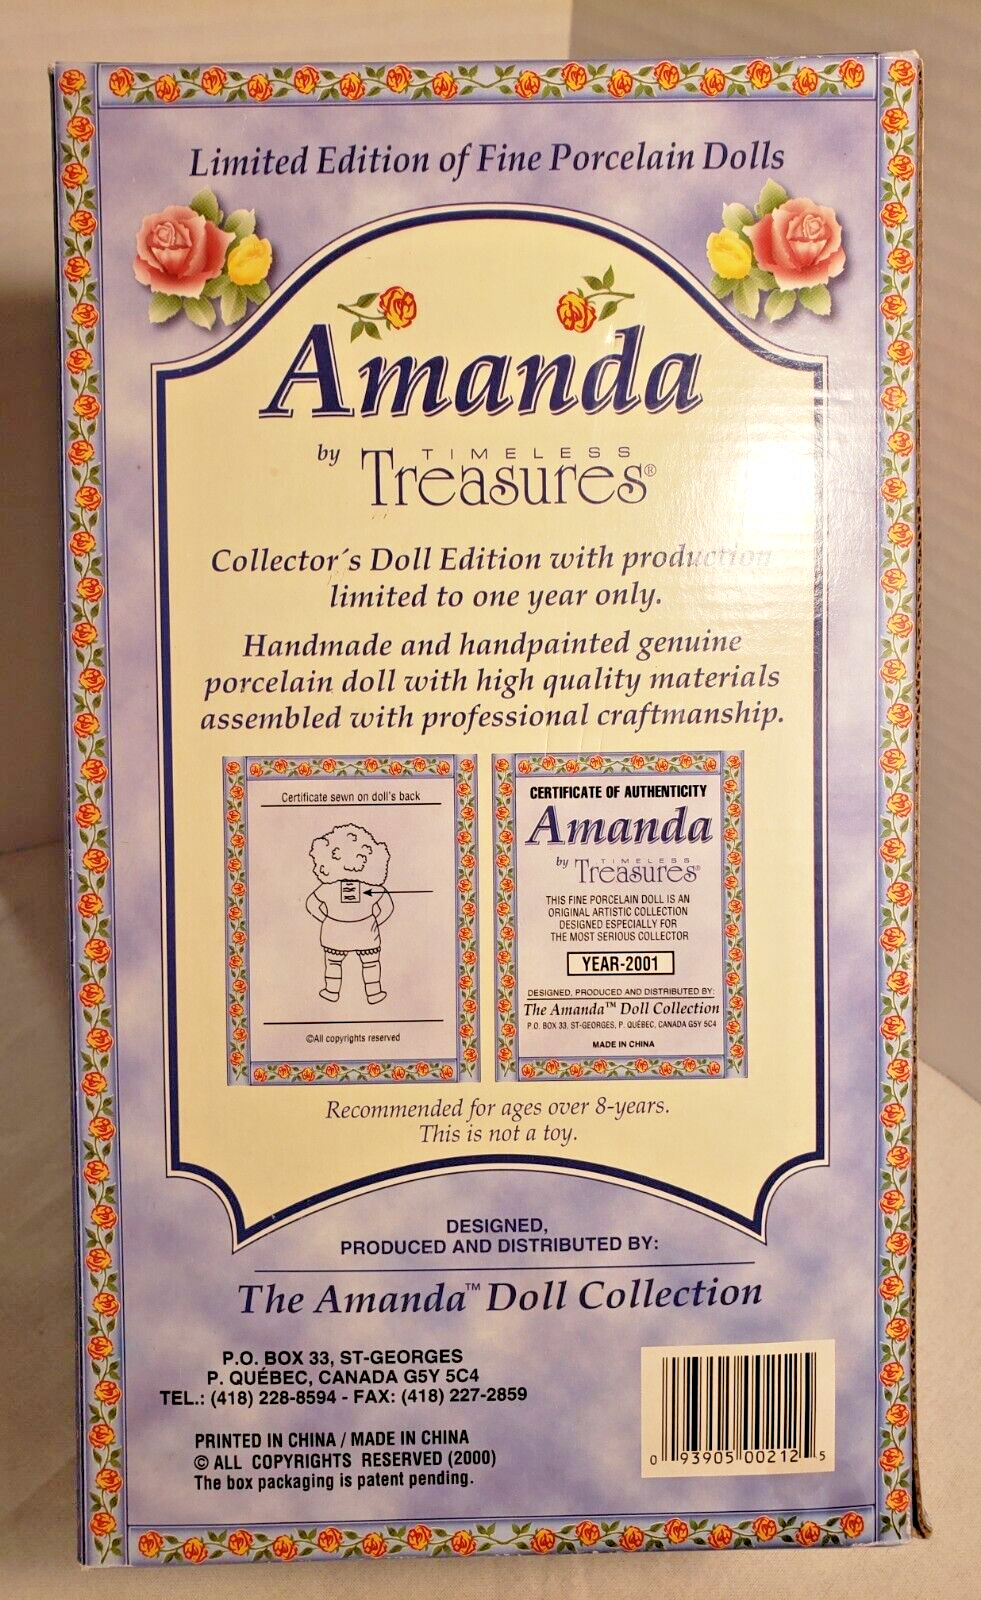 Limited Edition of Fine Porcelain Dolls
Amanda
by TIMELESS
Treasures®
Collector´s Doll Edition with production
limited to one year only.
Handmade and handpainted genuine
porcelain doll with high quality materials
assembled with professional craftmanship.
Certificate sewn on doll's back
©All copyrights reserved
CERTIFICATE OF AUTHENTICITY
Amanda
by TIMELESS
Treasures®
THIS FINE PORCELAIN DOLL IS AN
ORIGINAL ARTISTIC COLLECTION
DESIGNED ESPECIALLY FOR
THE MOST SERIOUS COLLECTOR
YEAR-2001
DESIGNED, PRODUCED AND DISTRIBUTED BY:
The Amanda™ Doll Collection
P.O. BOX 33, ST-GEORGES, P. QUÉBEC, CANADA G5Y 5C4
MADE IN CHINA
Recommended for ages over 8-years.
This is not a toy.
DESIGNED,
PRODUCED AND DISTRIBUTED BY:
The Amanda™ Doll Collection
P.O. BOX 33, ST-GEORGES
P. QUÉBEC, CANADA G5Y 5C4
TEL.: (418) 228-8594 - FAX: (418) 227-2859
PRINTED IN CHINA / MADE IN CHINA
© ALL COPYRIGHTS RESERVED (2000)
The box packaging is patent pending.
0 93905 00212 5